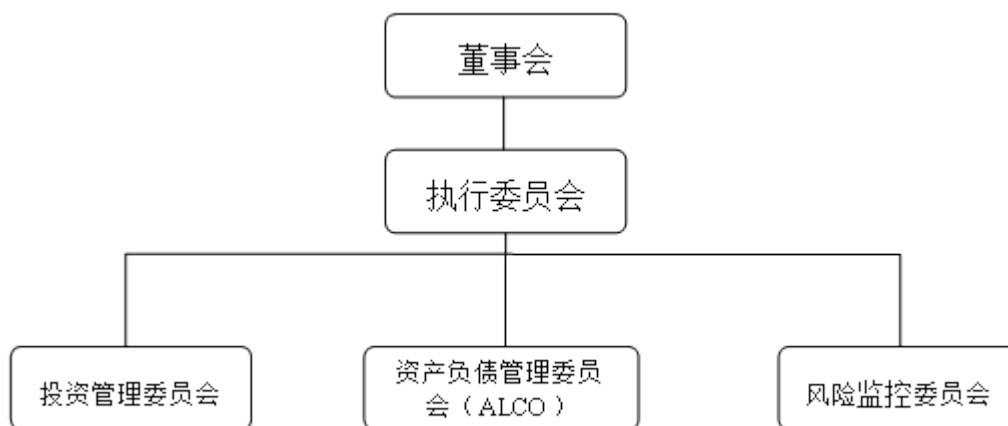 董事会
执行委员会
投资管理委员会
资产负债管理委员
会（ALCO）
风险监控委员会